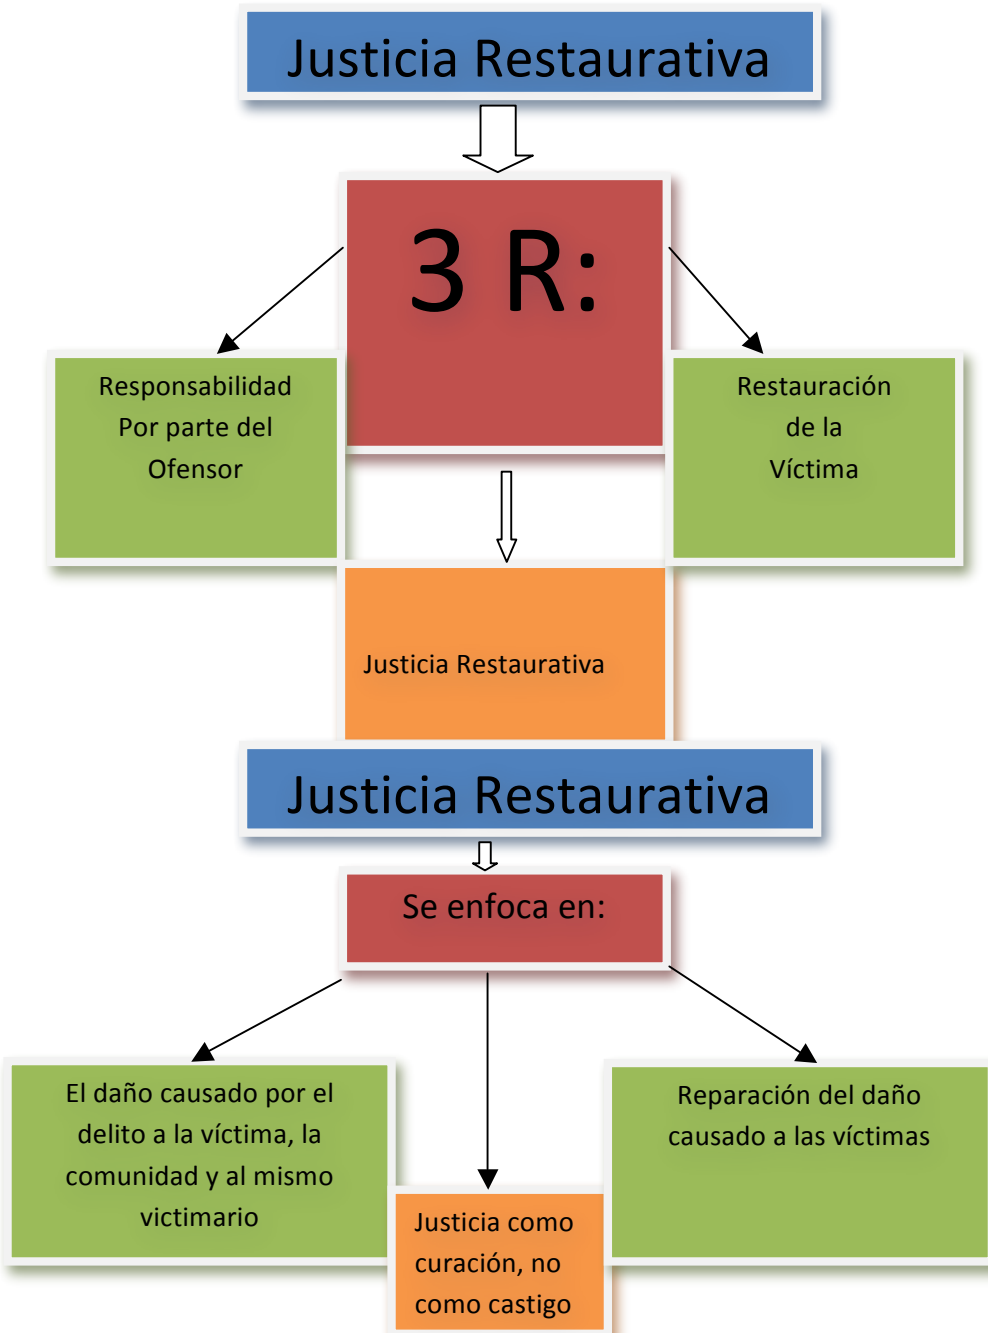 Justicia Restaurativa
3 R:
Responsabilidad
Por parte del
Ofensor
Restauración
de la
Víctima
Justicia Restaurativa
Justicia Restaurativa
Se enfoca en:
El daño causado por el
delito a la víctima, la
comunidad y al mismo
victimario
Justicia como
curación, no
como castigo
Reparación del daño
causado a las víctimas